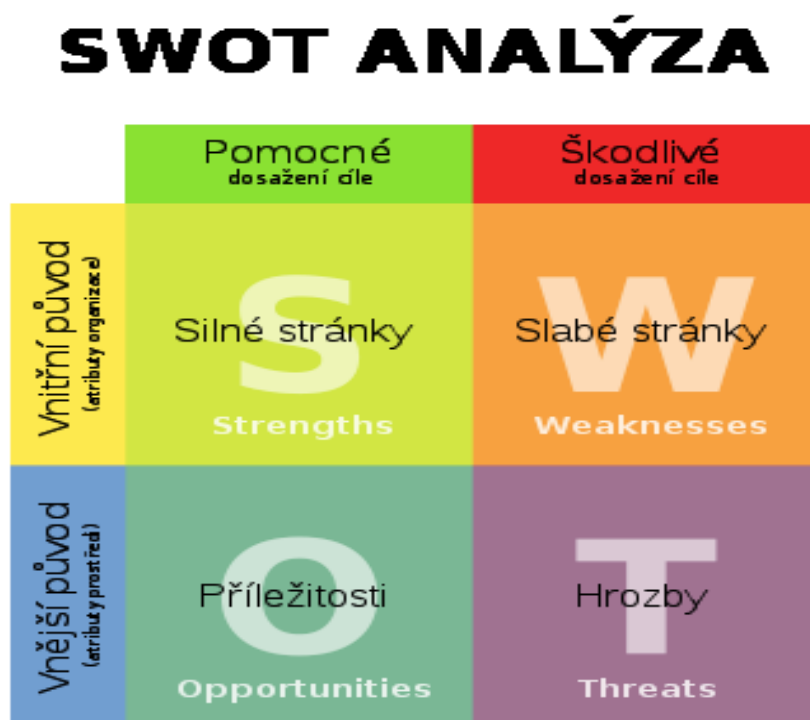 SWOT ANALÝZA
Pomocné
dosažení cíle
Škodlivé
dosažení cíle
Vnitřní původ
(atributy organizace)
S
Silné stránky
Strengths
W
Slabé stránky
Weaknesses
Vnější původ
(atributy prostředí)
O
Příležitosti
Opportunities
T
Hrozby
Threats